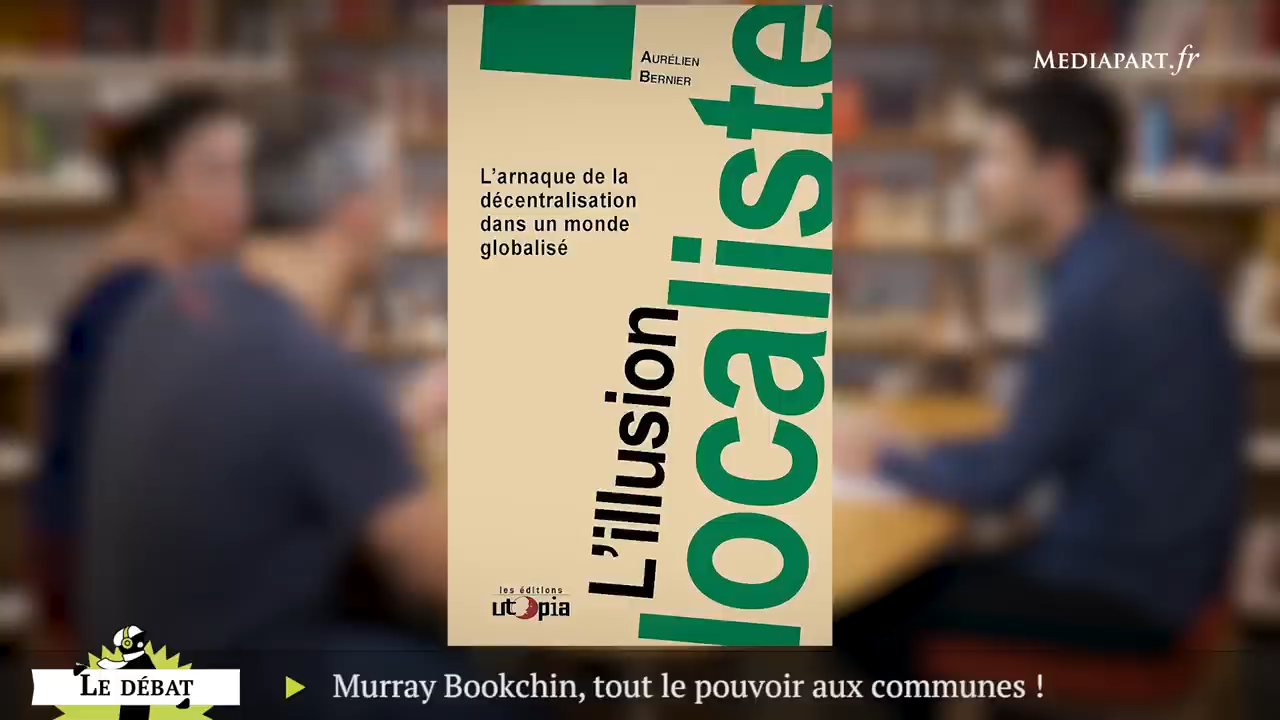 MEDIAPART.fr
AURÉLIEN
BERNIER
L'arnaque de la
décentralisation
dans un monde
globalisé
L'illusion
localiste
les éditions
utopia
LE DÉBAT
Murray Bookchin, tout le pouvoir aux communes !